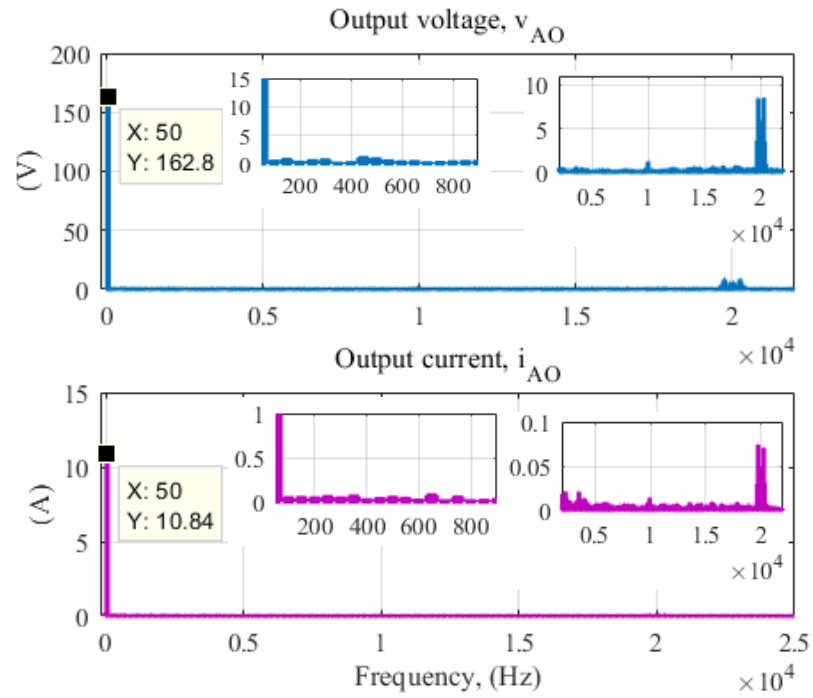 Output voltage, v_AO
200
150
100
50
0
(V)
X: 50
Y: 162.8
15
10
5
0
200 400 600 800
10
5
0
0.5 1 1.5 2
×10^4
0 0.5 1 1.5 2
×10^4
Output current, i_AO
15
10
5
0
(A)
X: 50
Y: 10.84
1
0.5
0
200 400 600 800
0.1
0.05
0
0.5 1 1.5 2
×10^4
0 0.5 1 1.5 2 2.5
Frequency, (Hz)
×10^4